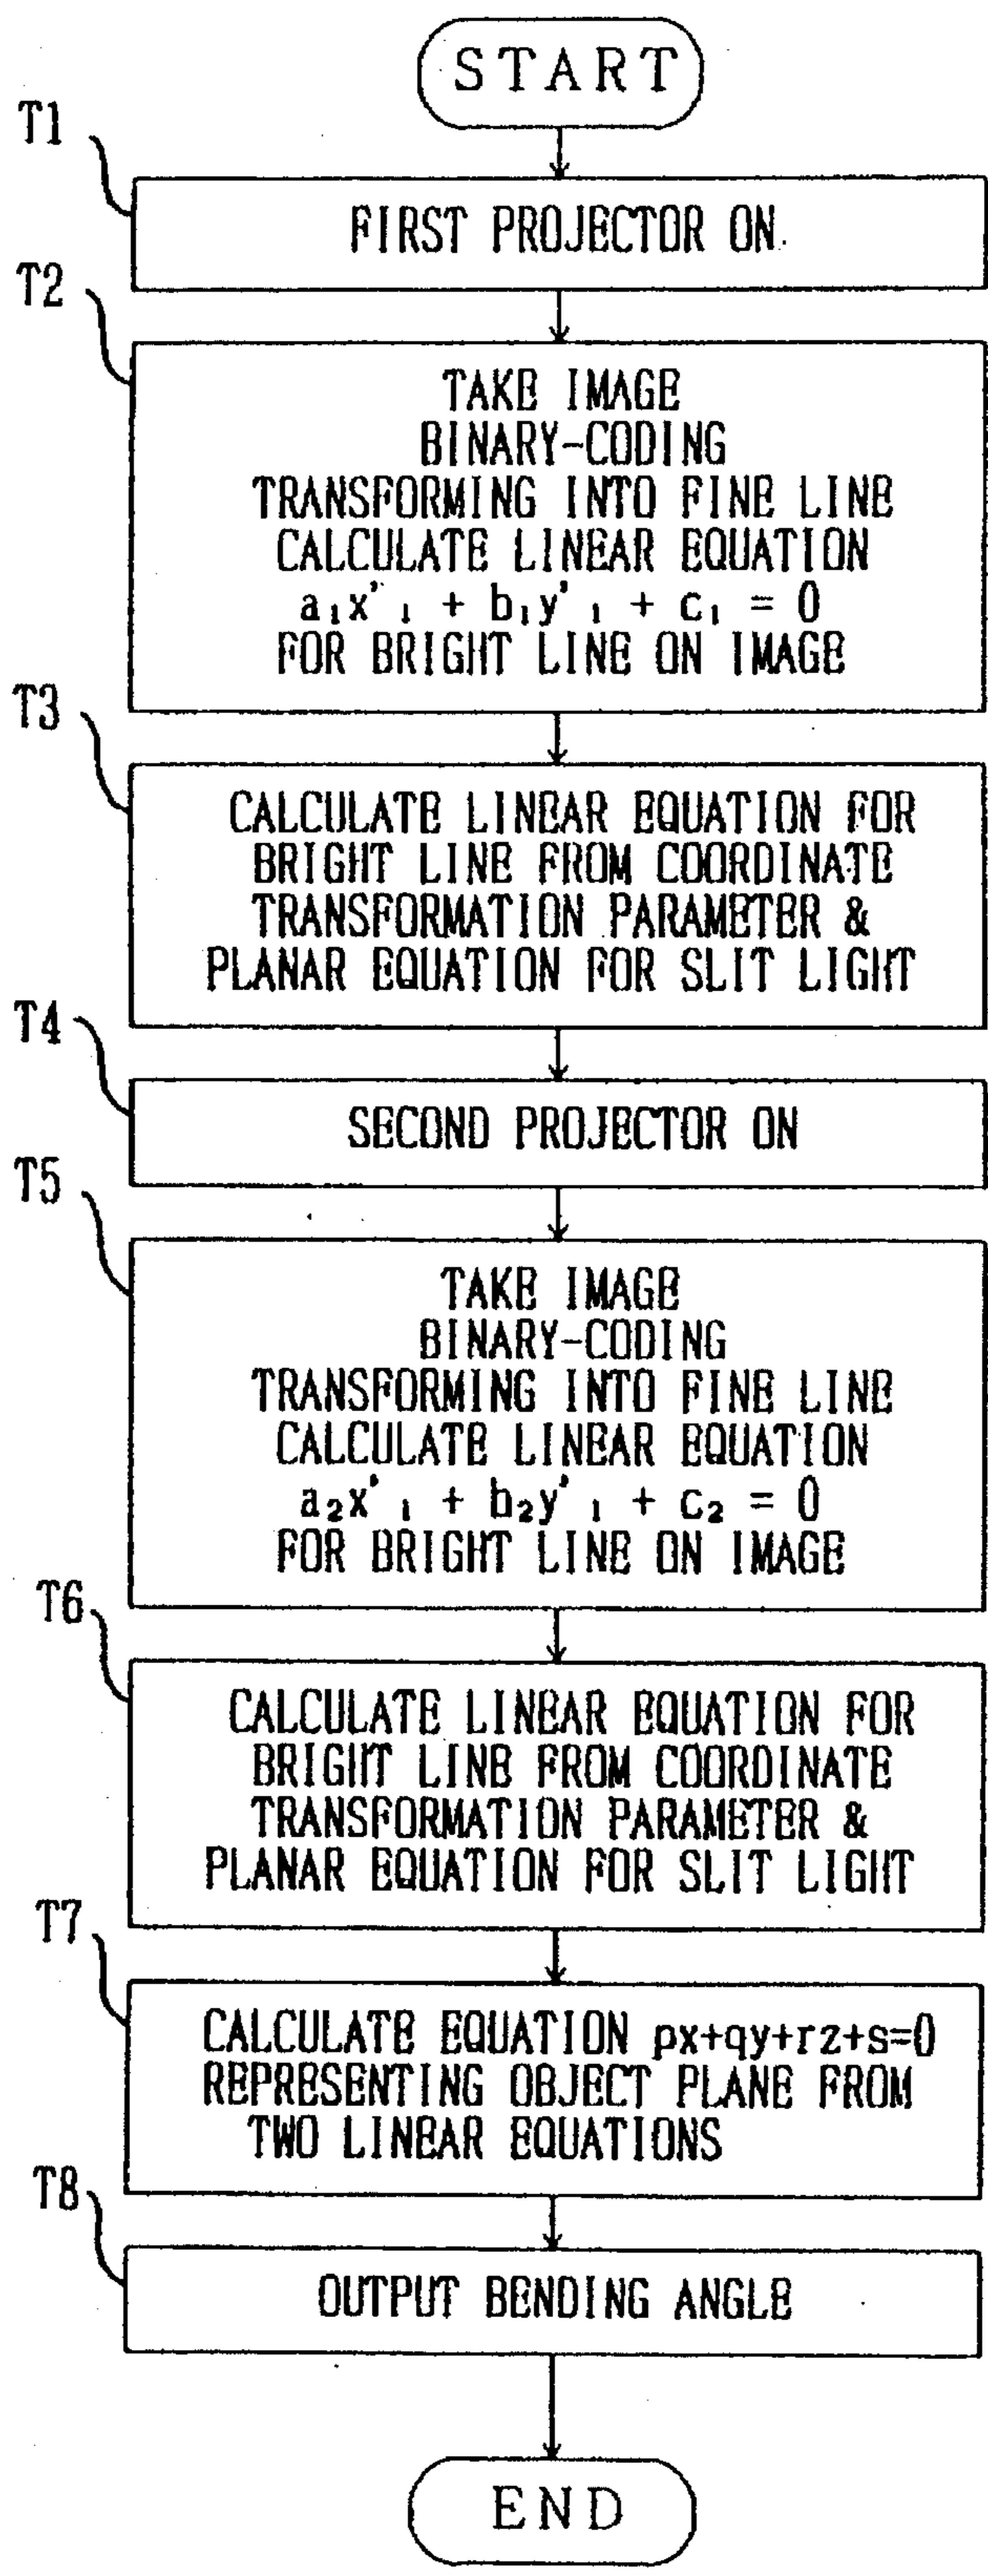 START
T1
FIRST PROJECTOR ON
T2
TAKE IMAGE
BINARY-CODING
TRANSFORMING INTO FINE LINE
CALCULATE LINEAR EQUATION
a₁x'₁ + b₁y'₁ + c₁ = 0
FOR BRIGHT LINE ON IMAGE
T3
CALCULATE LINEAR EQUATION FOR
BRIGHT LINE FROM COORDINATE
TRANSFORMATION PARAMETER &
PLANAR EQUATION FOR SLIT LIGHT
T4
SECOND PROJECTOR ON
T5
TAKE IMAGE
BINARY-CODING
TRANSFORMING INTO FINE LINE
CALCULATE LINEAR EQUATION
a₂x'₁ + b₂y'₁ + c₂ = 0
FOR BRIGHT LINE ON IMAGE
T6
CALCULATE LINEAR EQUATION FOR
BRIGHT LINE FROM COORDINATE
TRANSFORMATION PARAMETER &
PLANAR EQUATION FOR SLIT LIGHT
T7
CALCULATE EQUATION px+qy+rz+s=0
REPRESENTING OBJECT PLANE FROM
TWO LINEAR EQUATIONS
T8
OUTPUT BENDING ANGLE
END